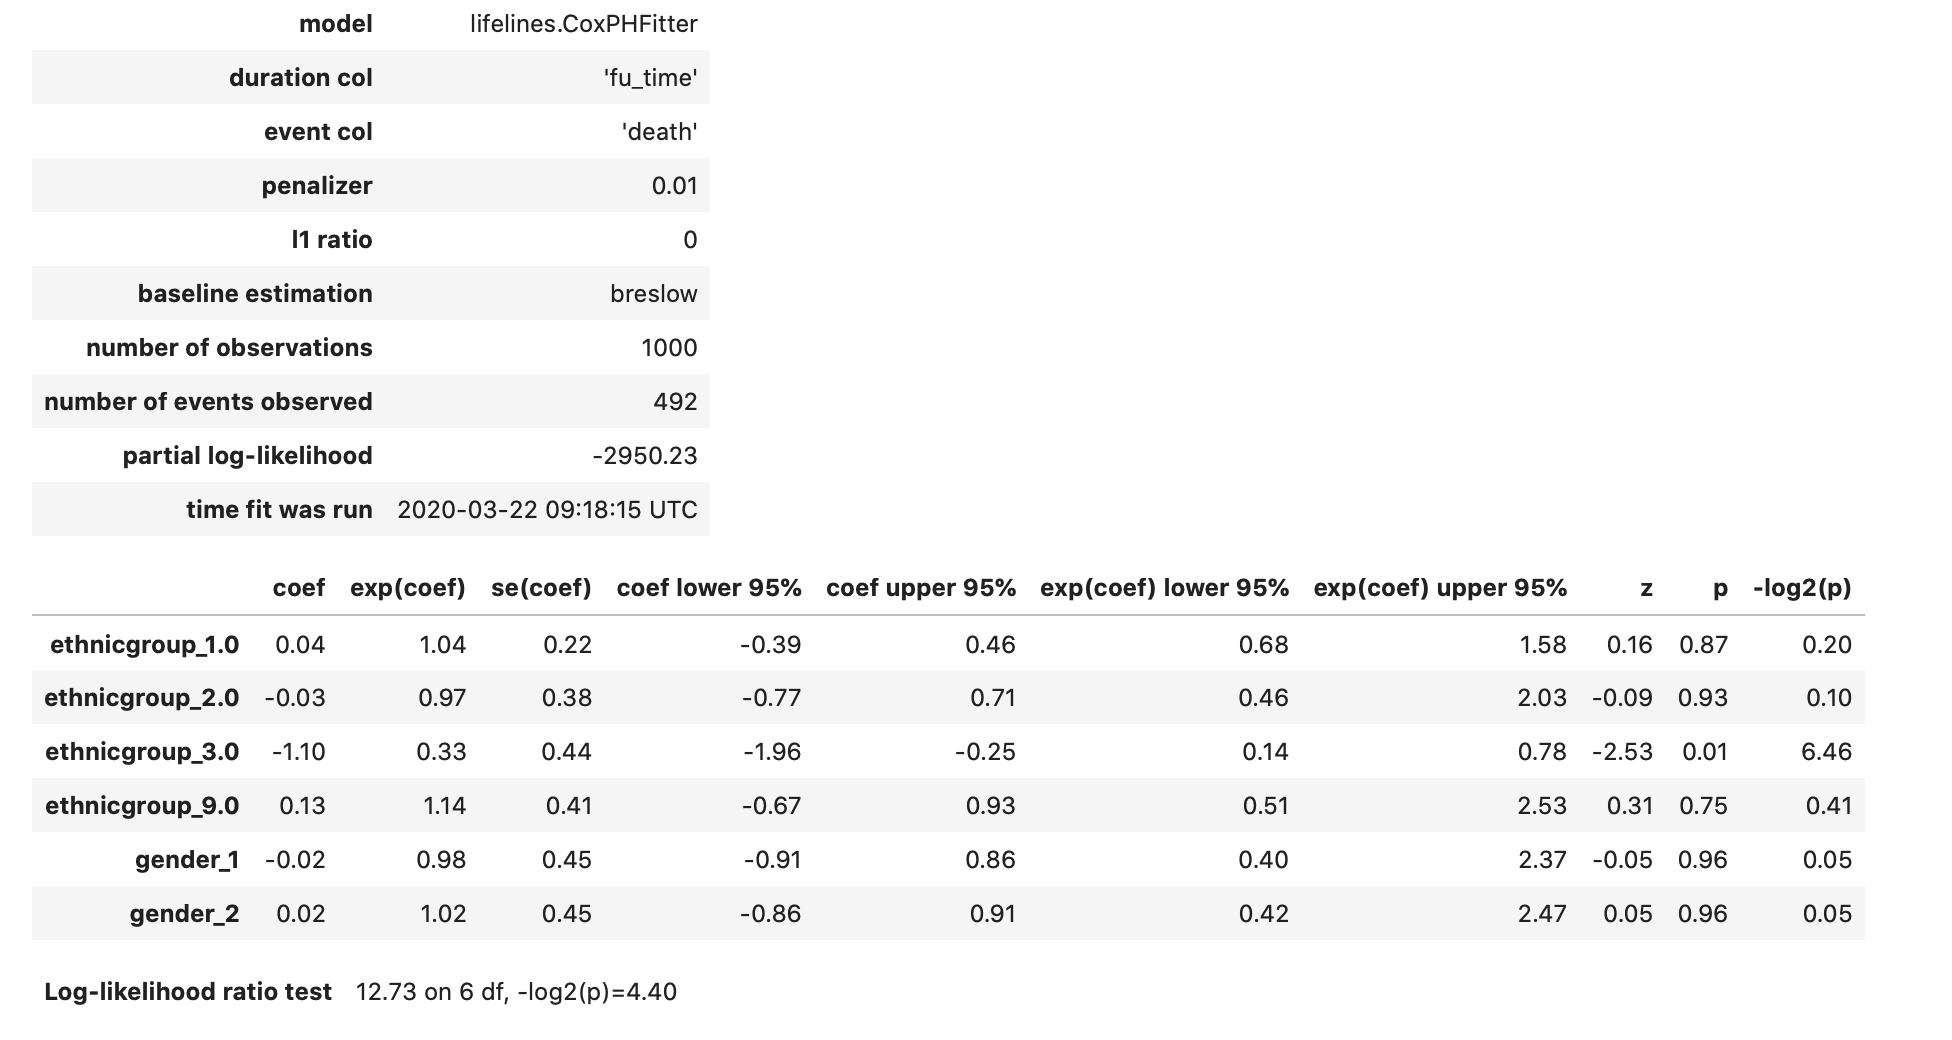 model lifelines.CoxPHFitter
duration col 'fu_time'
event col 'death'
penalizer 0.01
l1 ratio 0
baseline estimation breslow
number of observations 1000
number of events observed 492
partial log-likelihood -2950.23
time fit was run 2020-03-22 09:18:15 UTC
coef exp(coef) se(coef) coef lower 95% coef upper 95% exp(coef) lower 95% exp(coef) upper 95% z p -log2(p)
ethnicgroup_1.0 0.04 1.04 0.22 -0.39 0.46 0.68 1.58 0.16 0.87 0.20
ethnicgroup_2.0 -0.03 0.97 0.38 -0.77 0.71 0.46 2.03 -0.09 0.93 0.10
ethnicgroup_3.0 -1.10 0.33 0.44 -1.96 -0.25 0.14 0.78 -2.53 0.01 6.46
ethnicgroup_9.0 0.13 1.14 0.41 -0.67 0.93 0.51 2.53 0.31 0.75 0.41
gender_1 -0.02 0.98 0.45 -0.91 0.86 0.40 2.37 -0.05 0.96 0.05
gender_2 0.02 1.02 0.45 -0.86 0.91 0.42 2.47 0.05 0.96 0.05
Log-likelihood ratio test 12.73 on 6 df, -log2(p)=4.40